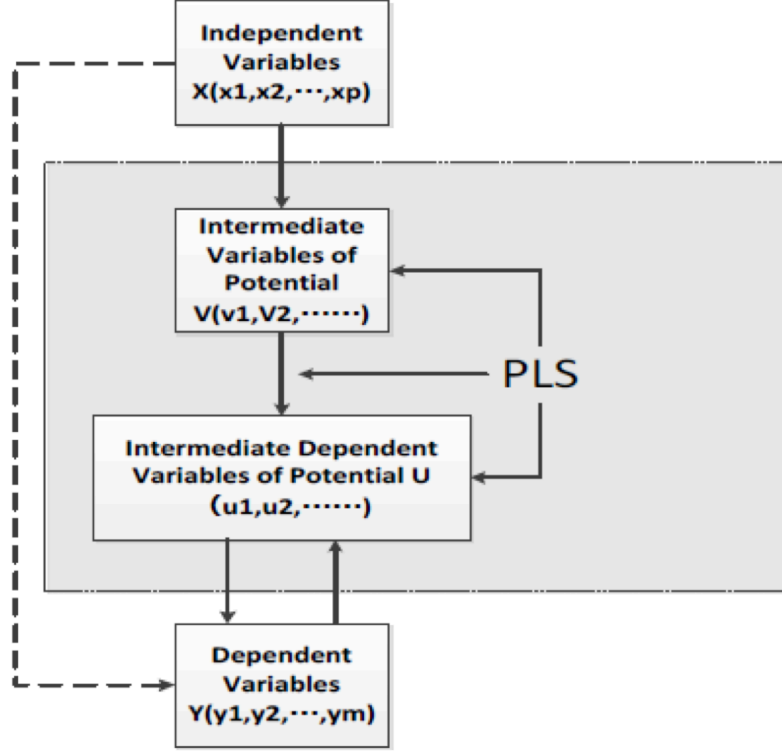 Independent
Variables
X(x1,x2,···,xp)
Intermediate
Variables of
Potential
V(v1,V2,······)
PLS
Intermediate Dependent
Variables of Potential U
（u1,u2,······)
Dependent
Variables
Y(y1,y2,···,ym)